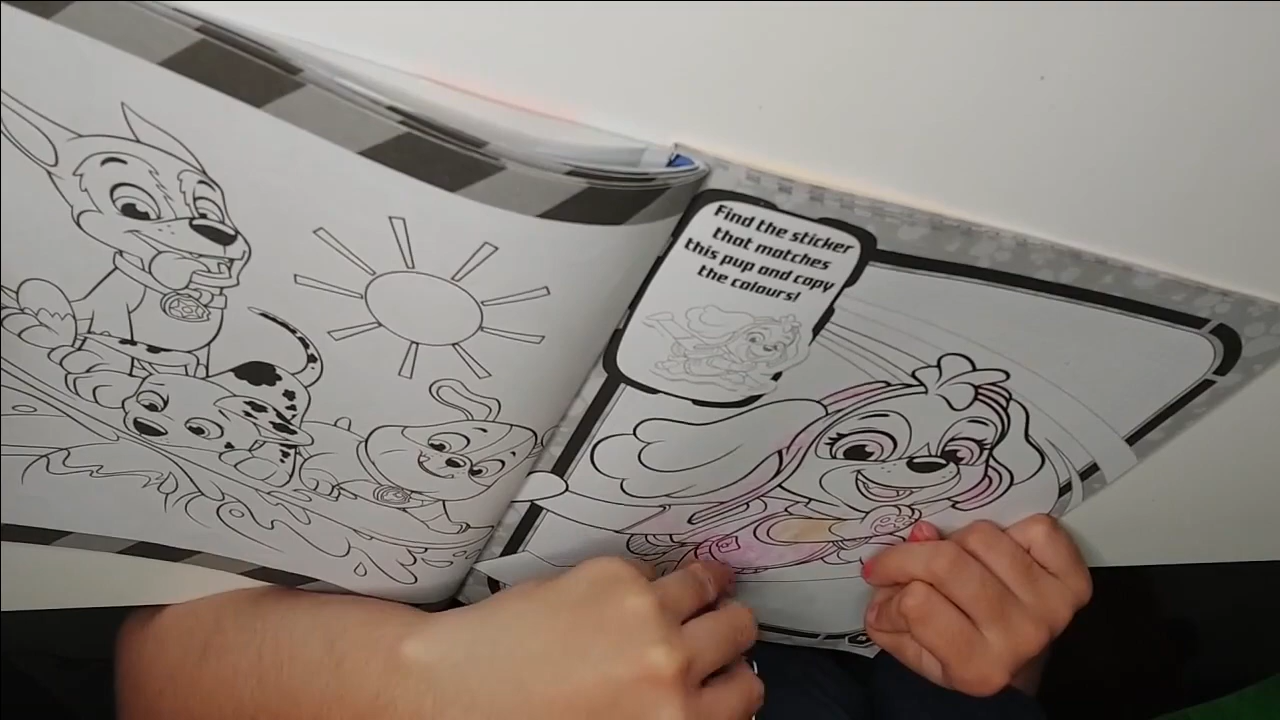 Find the sticker
that matches
this pup and copy
the colours!